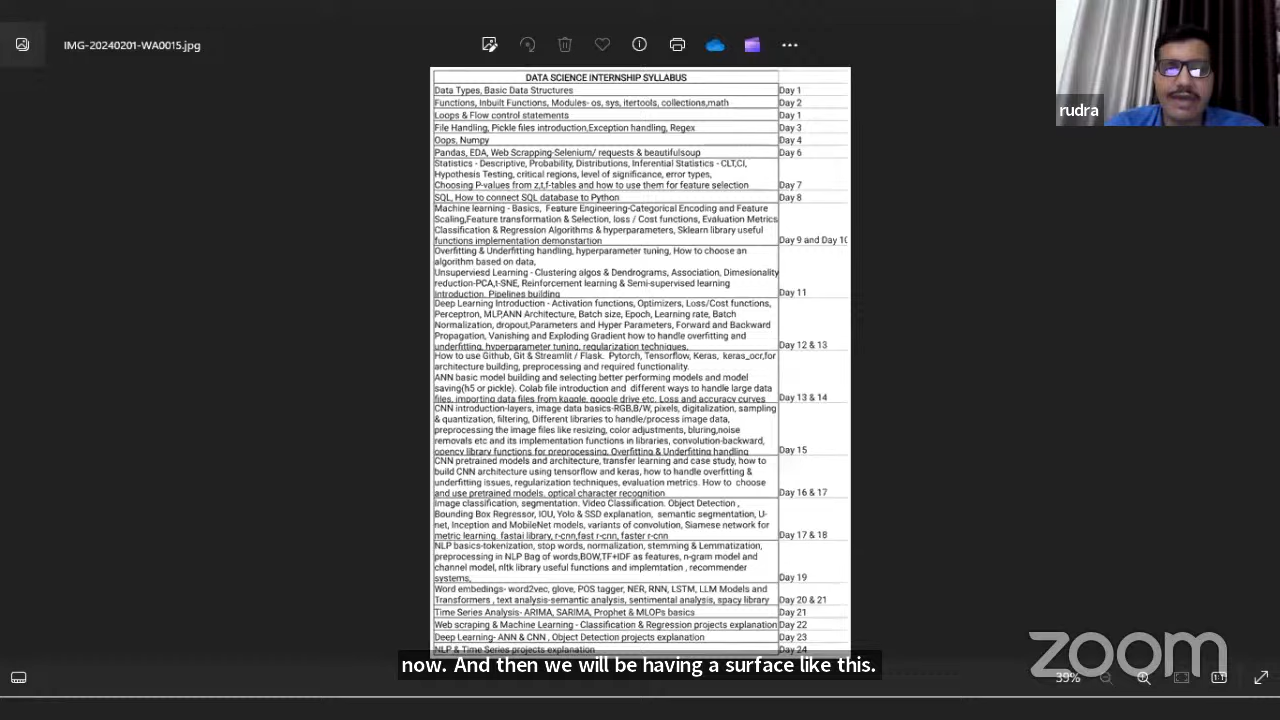 IMG-20240201-WA0015.jpg
rudra
DATA SCIENCE INTERNSHIP SYLLABUS
Data Types, Basic Data Structures Day 1
Functions, Inbuilt Functions, Modules- os, sys, itertools, collections,math Day 2
Loops & Flow control statements Day 1
File Handling, Pickle files introduction,Exception handling, Regex Day 3
Oops, Numpy Day 4
Pandas, EDA, Web Scrapping-Selenium/ requests & beautifulsoup Day 6
Statistics - Descriptive, Probability, Distributions, Inferential Statistics - CLT,CI,
Hypothesis Testing, critical regions, level of significance, error types,
Choosing P-values from z,t,f-tables and how to use them for feature selection Day 7
SQL, How to connect SQL database to Python Day 8
Machine learning - Basics, Feature Engineering-Categorical Encoding and Feature
Scaling,Feature transformation & Selection, loss / Cost functions, Evaluation Metrics
Classification & Regression Algorithms & hyperparameters, Sklearn library useful
functions implementation demonstartion Day 9 and Day 10
Overfitting & Underfitting handling, hyperparameter tuning, How to choose an
algorithm based on data,
Unsuperviesd Learning - Clustering algos & Dendrograms, Association, Dimesionality
reduction-PCA,t-SNE, Reinforcement learning & Semi-supervised learning
Introduction, Pipelines building Day 11
Deep Learning Introduction - Activation functions, Optimizers, Loss/Cost functions,
Perceptron, MLP,ANN Architecture, Batch size, Epoch, Learning rate, Batch
Normalization, dropout,Parameters and Hyper Parameters, Forward and Backward
Propagation, Vanishing and Exploding Gradient how to handle overfitting and
underfitting, hyperparameter tuning, regularization techniques, Day 12 & 13
How to use Github, Git & Streamlit / Flask. Pytorch, Tensorflow, Keras, keras_ocr,for
architecture building, preprocessing and required functionality.
ANN basic model building and selecting better performing models and model
saving(h5 or pickle). Colab file introduction and different ways to handle large data
files, importing data files from kaggle, google drive etc. Loss and accuracy curves Day 13 & 14
CNN introduction-layers, image data basics-RGB,B/W, pixels, digitalization, sampling
& quantization, filtering, Different libraries to handle/process image data,
preprocessing the image files like resizing, color adjustments, bluring,noise
removals etc and its implementation functions in libraries, convolution-backward,
opencv library functions for preprocessing. Overfitting & Underfitting handling Day 15
CNN pretrained models and architecture, transfer learning and case study, how to
build CNN architecture using tensorflow and keras, how to handle overfitting &
underfitting issues, regularization techniques, evaluation metrics. How to choose
and use pretrained models. optical character recognition Day 16 & 17
Image classification, segmentation. Video Classification. Object Detection ,
Bounding Box Regressor, IOU, Yolo & SSD explanation, semantic segmentation, U-
net, Inception and MobileNet models, variants of convolution, Siamese network for
metric learning, fastai library, r-cnn,fast r-cnn, faster r-cnn Day 17 & 18
NLP basics-tokenization, stop words, normalization, stemming & Lemmatization,
preprocessing in NLP Bag of words,BOW,TF+IDF as features, n-gram model and
channel model, nltk library useful functions and implemtation , recommender
systems, Day 19
Word embedings- word2vec, glove, POS tagger, NER, RNN, LSTM, LLM Models and
Transformers , text analysis-semantic analysis, sentimental analysis, spacy library Day 20 & 21
Time Series Analysis- ARIMA, SARIMA, Prophet & MLOPs basics Day 21
Web scraping & Machine Learning - Classification & Regression projects explanation Day 22
Deep Learning- ANN & CNN , Object Detection projects explanation Day 23
NLP & Time Series projects explanation Day 24
now. And then we will be having a surface like this.
zoom
39%
1:1